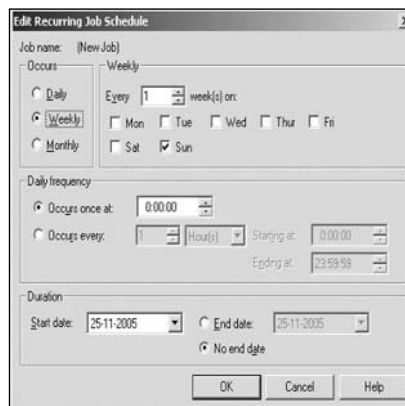 Edit Recurring Job Schedule
Job name: (New Job)
Occurs
Daily
Weekly
Monthly
Weekly
Every 1 week(s) on:
Mon Tue Wed Thur Fri
Sat Sun
Daily frequency
Occurs once at: 0:00:00
Occurs every: 1 Hour(s) Starting at: 0:00:00
Ending at: 23:59:59
Duration
Start date: 25-11-2005 End date: 25-11-2005
No end date
OK Cancel Help